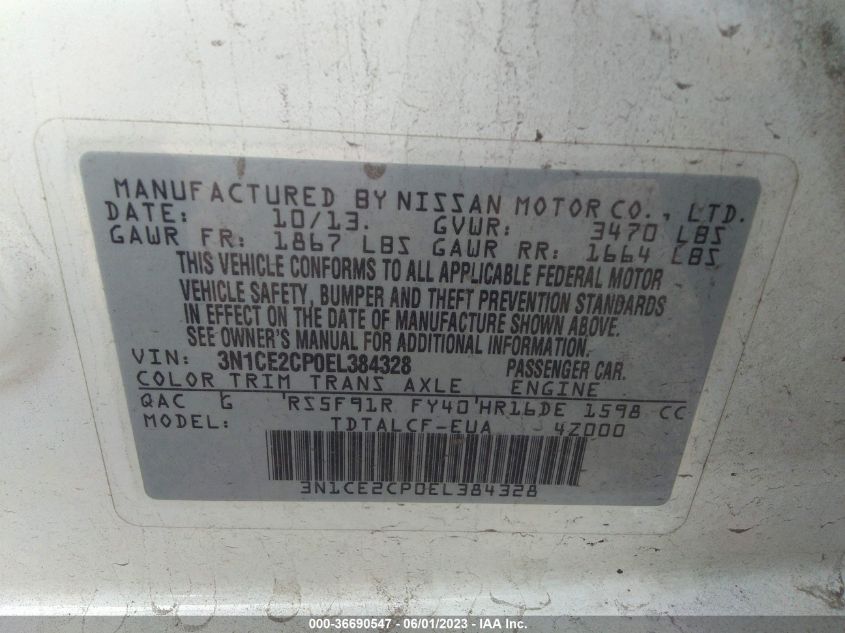 MANUFACTURED BY NISSAN MOTOR CO., LTD.
DATE: 10/13. GVWR: 3470 LBS
GAWR FR: 1867 LBS GAWR RR: 1664 LBS
THIS VEHICLE CONFORMS TO ALL APPLICABLE FEDERAL MOTOR
VEHICLE SAFETY, BUMPER AND THEFT PREVENTION STANDARDS
IN EFFECT ON THE DATE OF MANUFACTURE SHOWN ABOVE.
SEE OWNER'S MANUAL FOR ADDITIONAL INFORMATION.
VIN: 3N1CE2CP0EL384328 PASSENGER CAR.
COLOR TRIM TRANS AXLE ENGINE
QAC G 'RS5F91R FY40'HR16DE 1598 CC
MODEL: TDTALCF-EUA -4Z000
3N1CE2CP0EL384328
000-36690547 / 06/01/2023 - IAAI.com